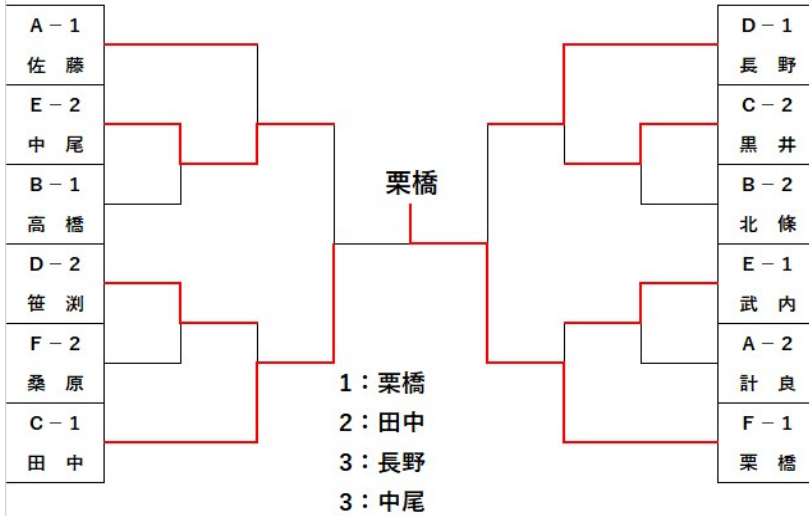 A－1
佐　藤
E－2
中　尾
B－1
高　橋
D－2
笹　渕
F－2
桑　原
C－1
田　中
栗橋
1：栗橋
2：田中
3：長野
3：中尾
D－1
長　野
C－2
黒　井
B－2
北　條
E－1
武　内
A－2
計　良
F－1
栗　橋